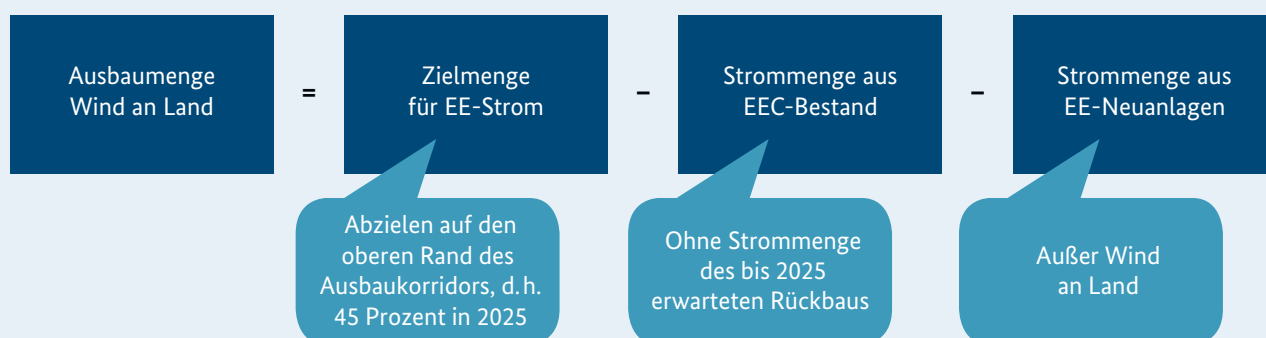 Ausbaumenge
Wind an Land
=
Zielmenge
für EE-Strom
–
Strommenge aus
EEC-Bestand
–
Strommenge aus
EE-Neuanlagen
Abzielen auf den
oberen Rand des
Ausbaukorridors, d. h.
45 Prozent in 2025
Ohne Strommenge
des bis 2025
erwarteten Rückbaus
Außer Wind
an Land